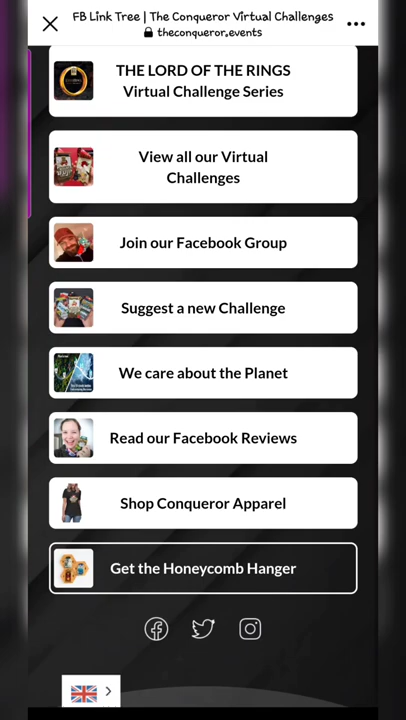 FB Link Tree | The Conqueror Virtual Challenges
theconqueror.events
THE LORD OF THE RINGS
Virtual Challenge Series
View all our Virtual
Challenges
Join our Facebook Group
Suggest a new Challenge
We care about the Planet
Read our Facebook Reviews
Shop Conqueror Apparel
Get the Honeycomb Hanger